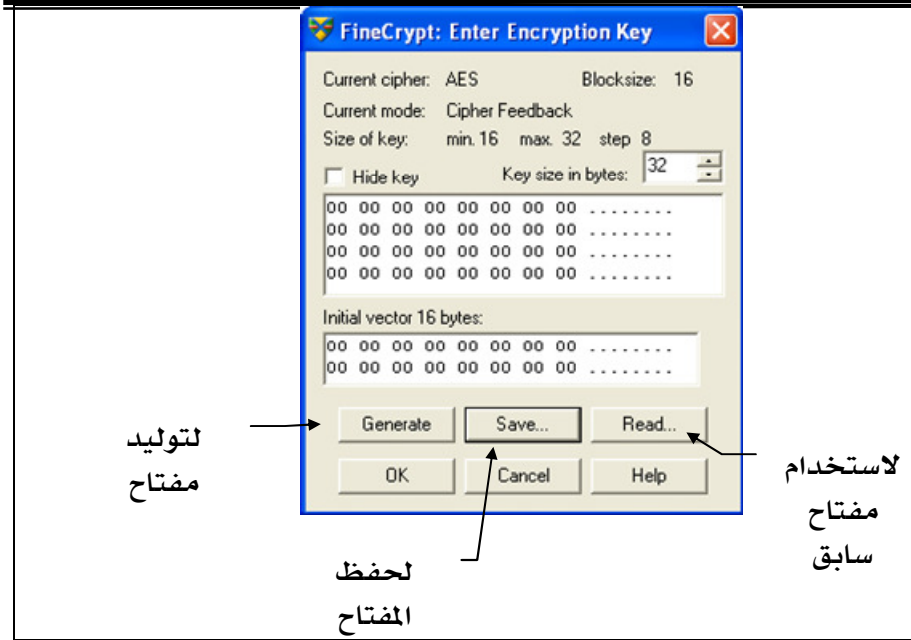 FineCrypt: Enter Encryption Key
Current cipher: AES Blocksize: 16
Current mode: Cipher Feedback
Size of key: min. 16 max. 32 step 8
Hide key Key size in bytes: 32
00 00 00 00 00 00 00 00 ........
00 00 00 00 00 00 00 00 ........
00 00 00 00 00 00 00 00 ........
00 00 00 00 00 00 00 00 ........
Initial vector 16 bytes:
00 00 00 00 00 00 00 00 ........
00 00 00 00 00 00 00 00 ........
Generate Save... Read...
OK Cancel Help
لتوليد
مفتاح
لحفظ
المفتاح
لاستخدام
مفتاح
سابق